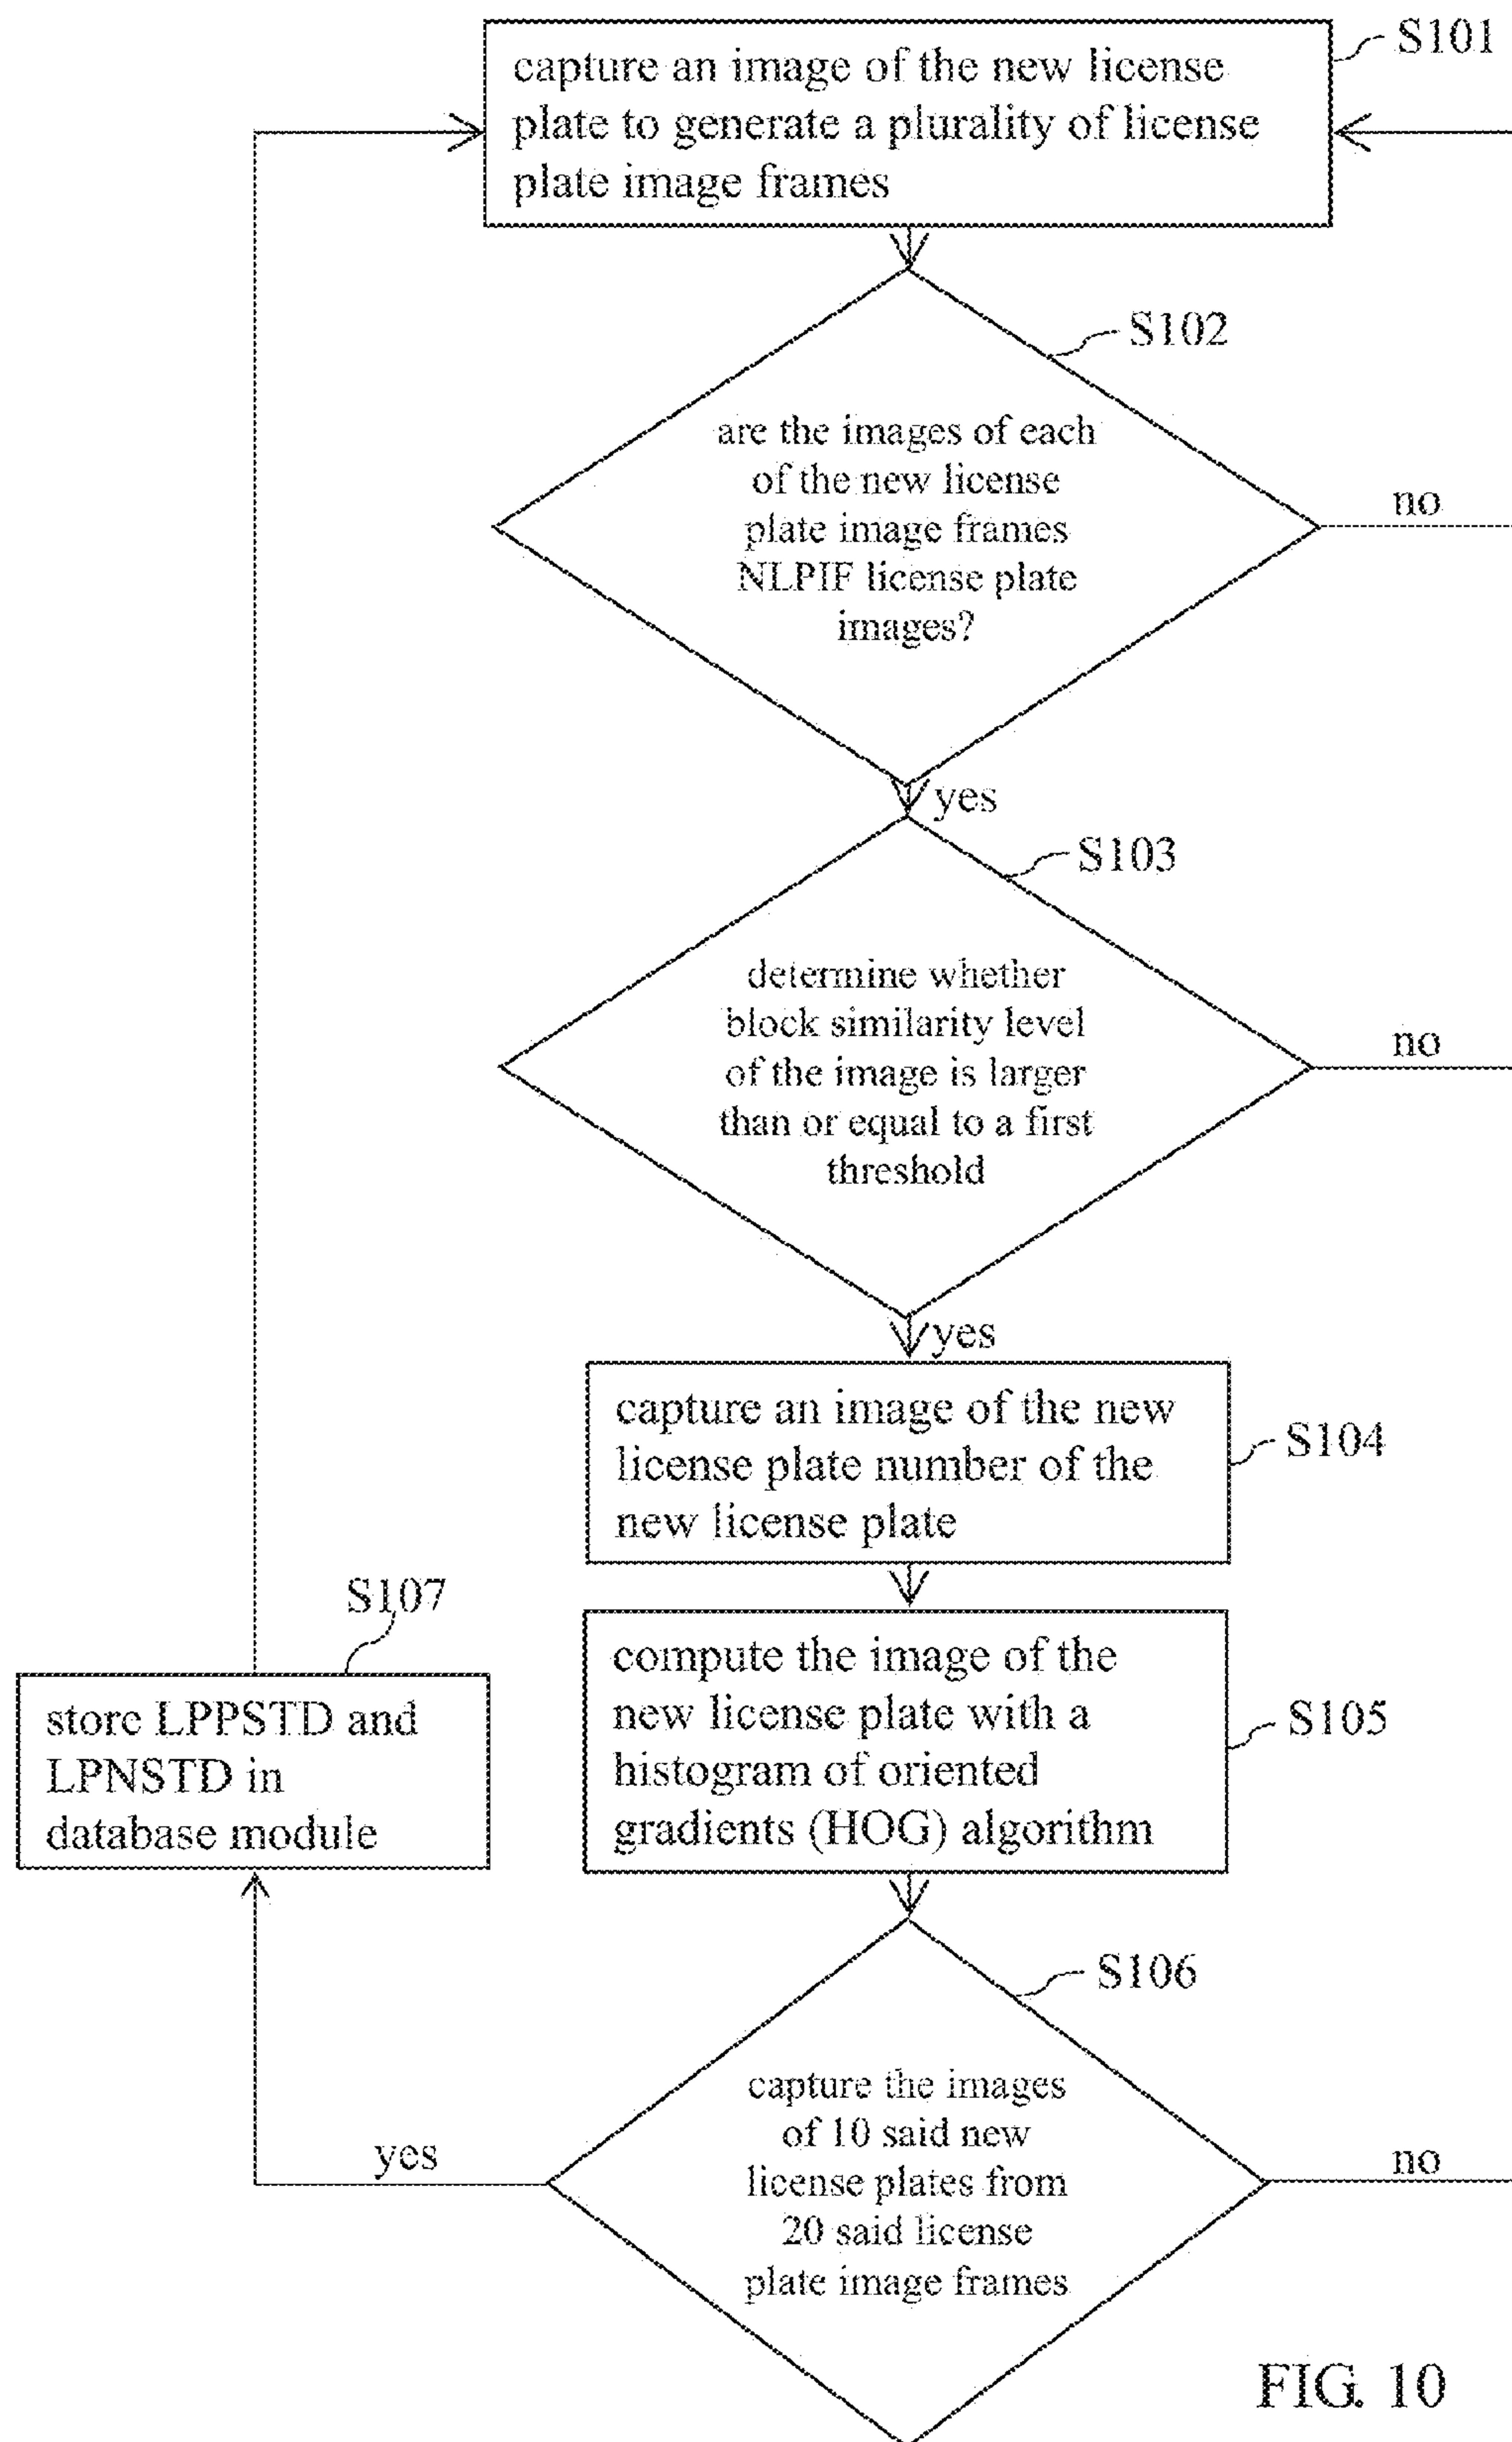 S101
capture an image of the new license
plate to generate a plurality of license
plate image frames
S102
are the images of each
of the new license
plate image frames
NLPIF license plate
images?
no
yes
S103
determine whether
block similarity level
of the image is larger
than or equal to a first
threshold
no
yes
capture an image of the new
license plate number of the
new license plate
S104
S107
store LPPSTD and
LPNSTD in
database module
compute the image of the
new license plate with a
histogram of oriented
gradients (HOG) algorithm
S105
S106
capture the images
of 10 said new
license plates from
20 said license
plate image frames
yes
no
FIG. 10